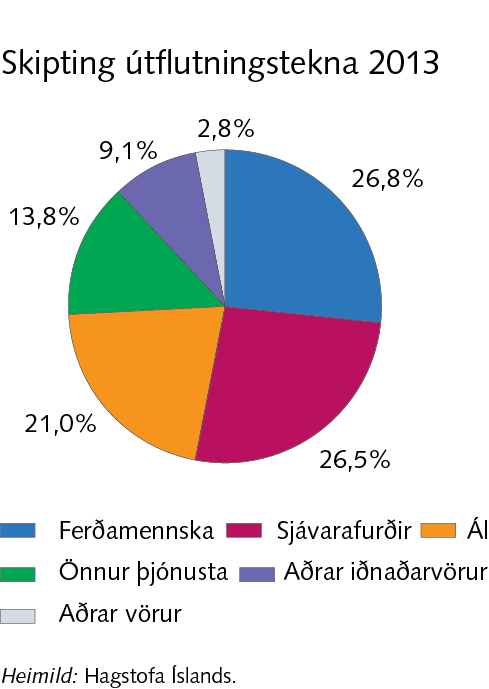 Skipting útflutningstekna 2013
2,8%
9,1%
26,8%
13,8%
21,0%
26,5%
Ferðamennska Sjávarafurðir Ál
Önnur þjónusta Aðrar iðnaðarvörur
Aðrar vörur
Heimild: Hagstofa Íslands.